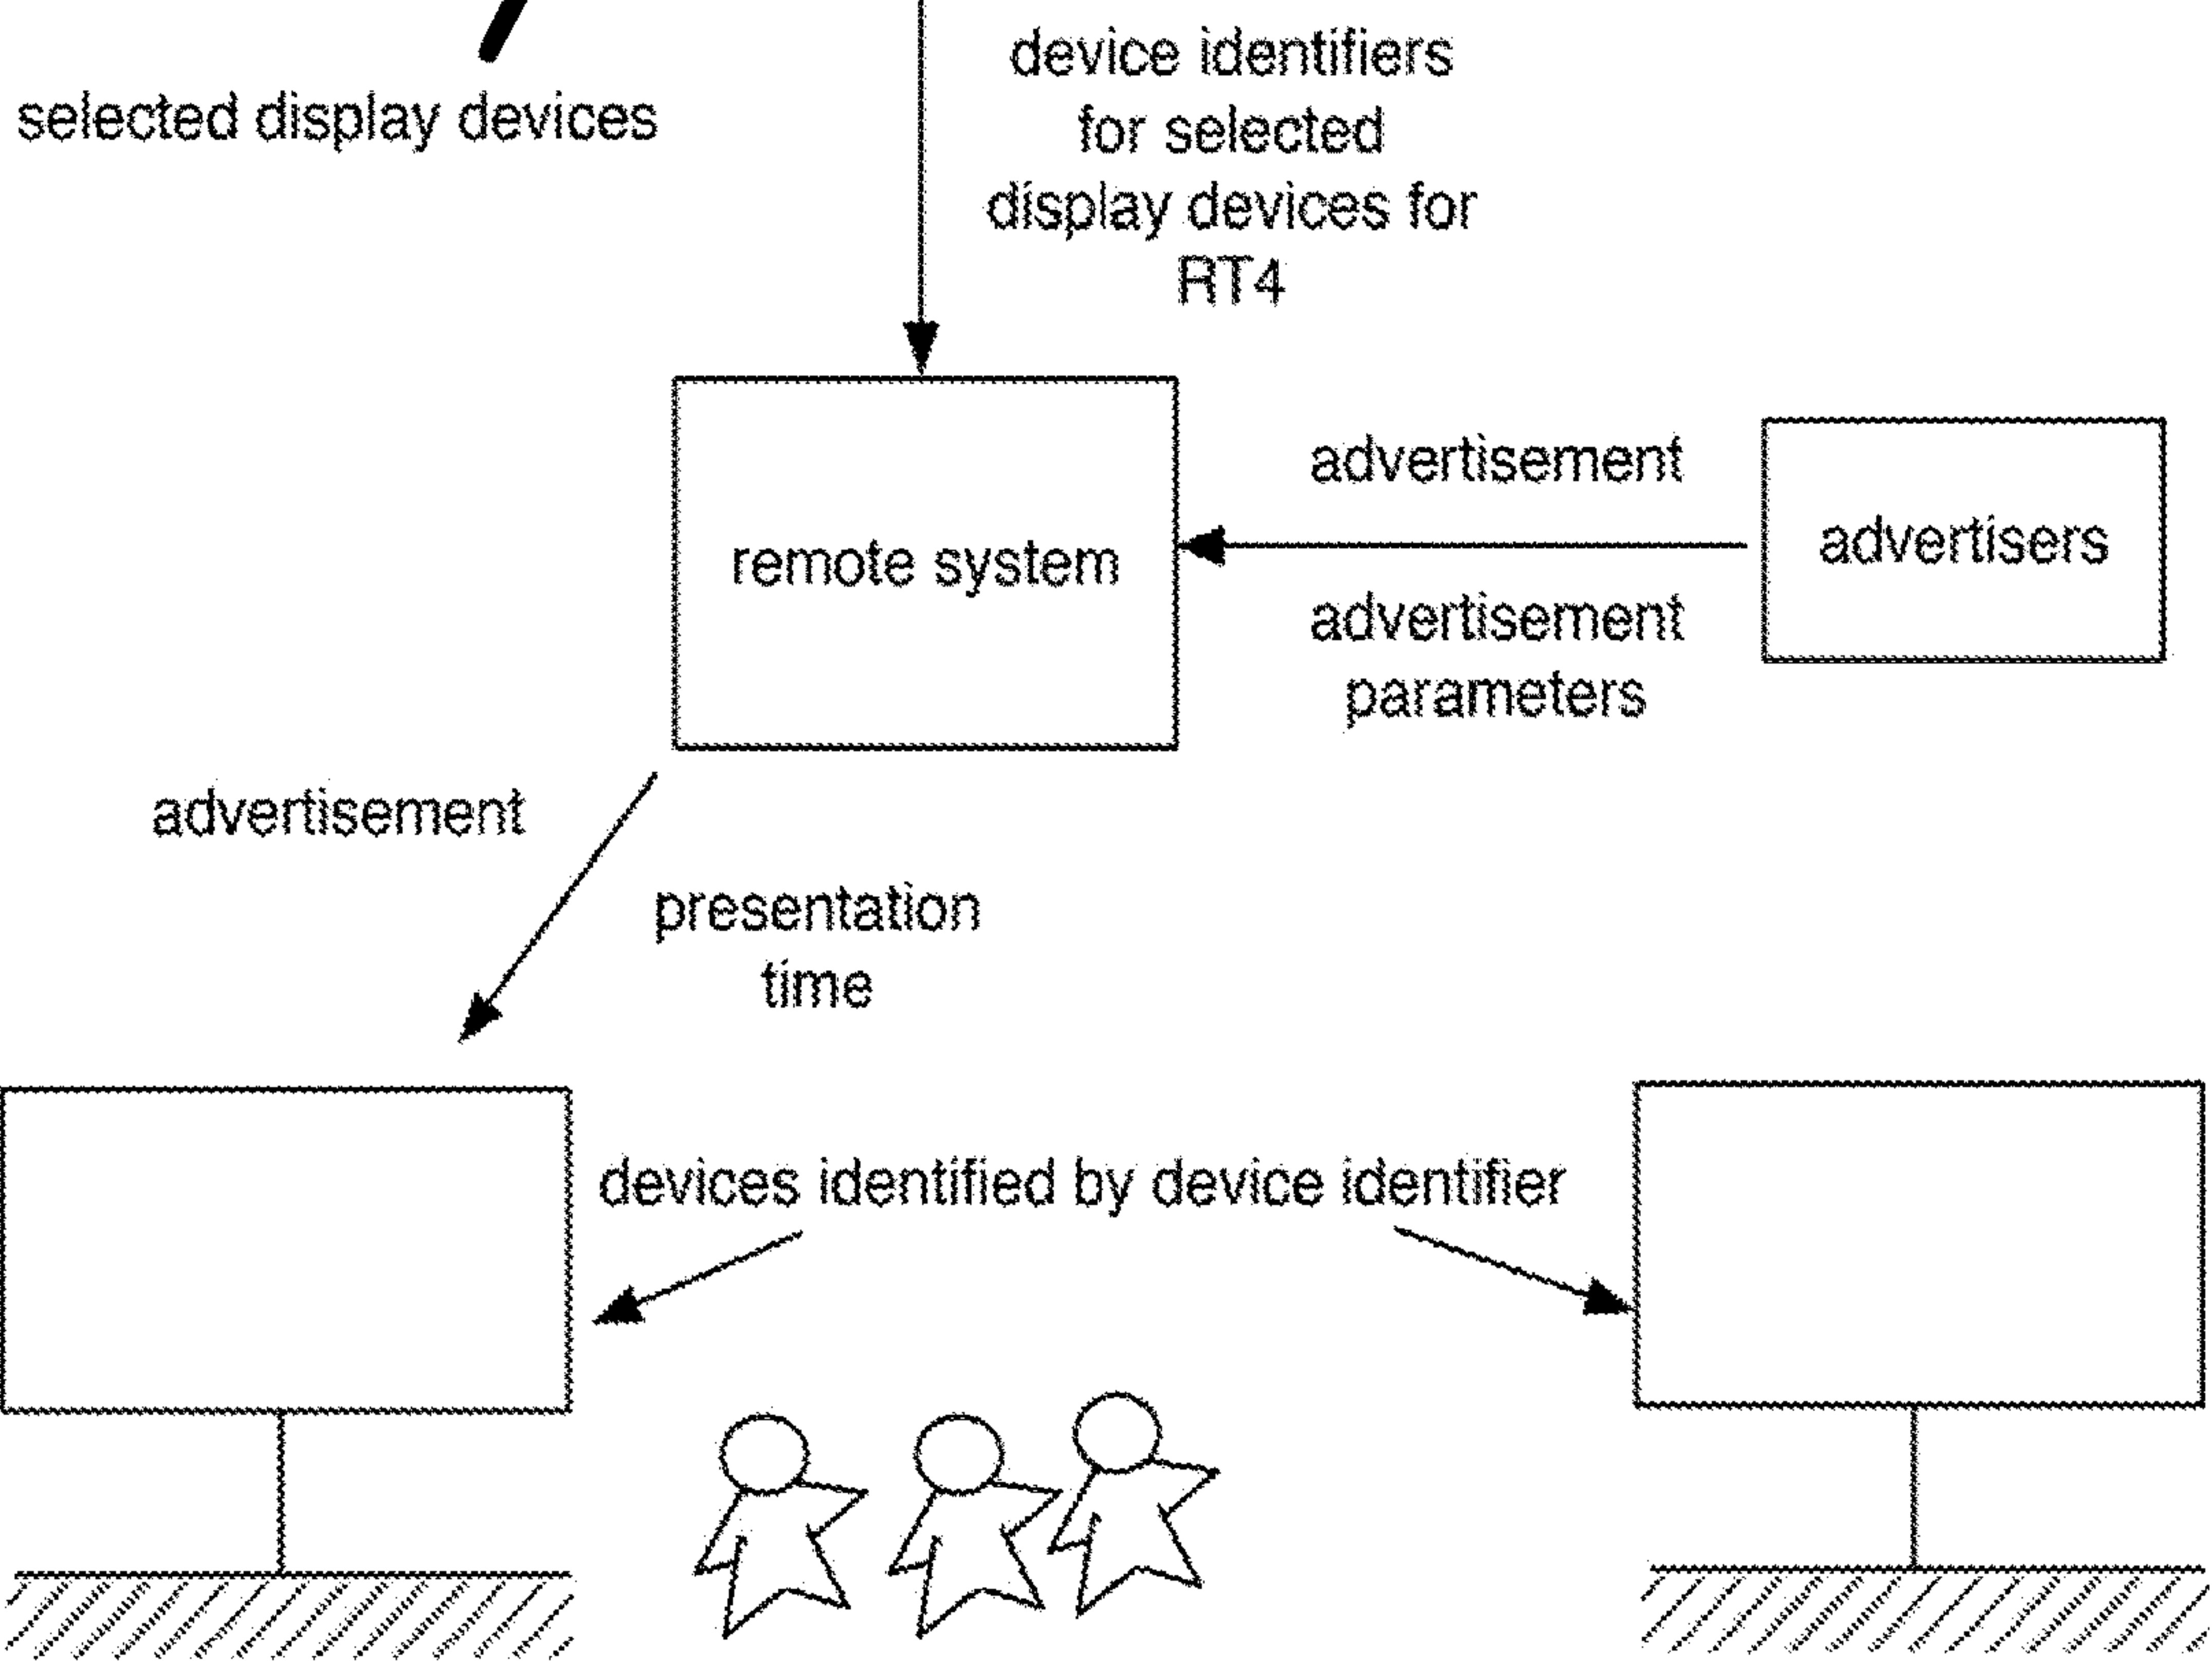 device identifiers
for selected
display devices for
RT4
selected display devices
remote system
advertisement
advertisement
parameters
advertisers
advertisement
presentation
time
devices identified by device identifier